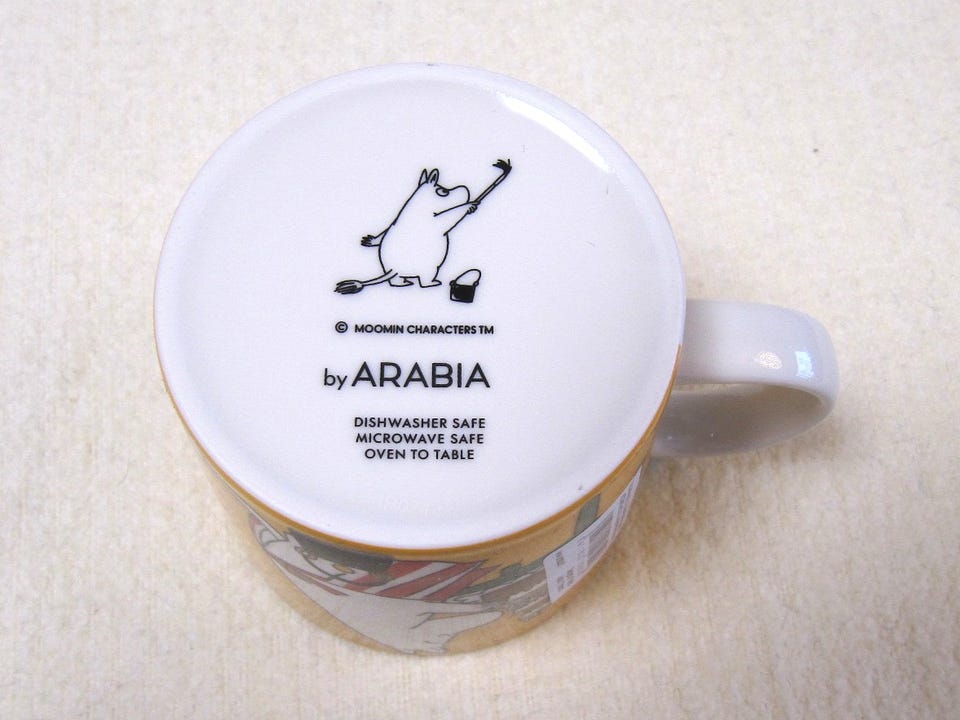 © MOOMIN CHARACTERS TM
by ARABIA
DISHWASHER SAFE
MICROWAVE SAFE
OVEN TO TABLE